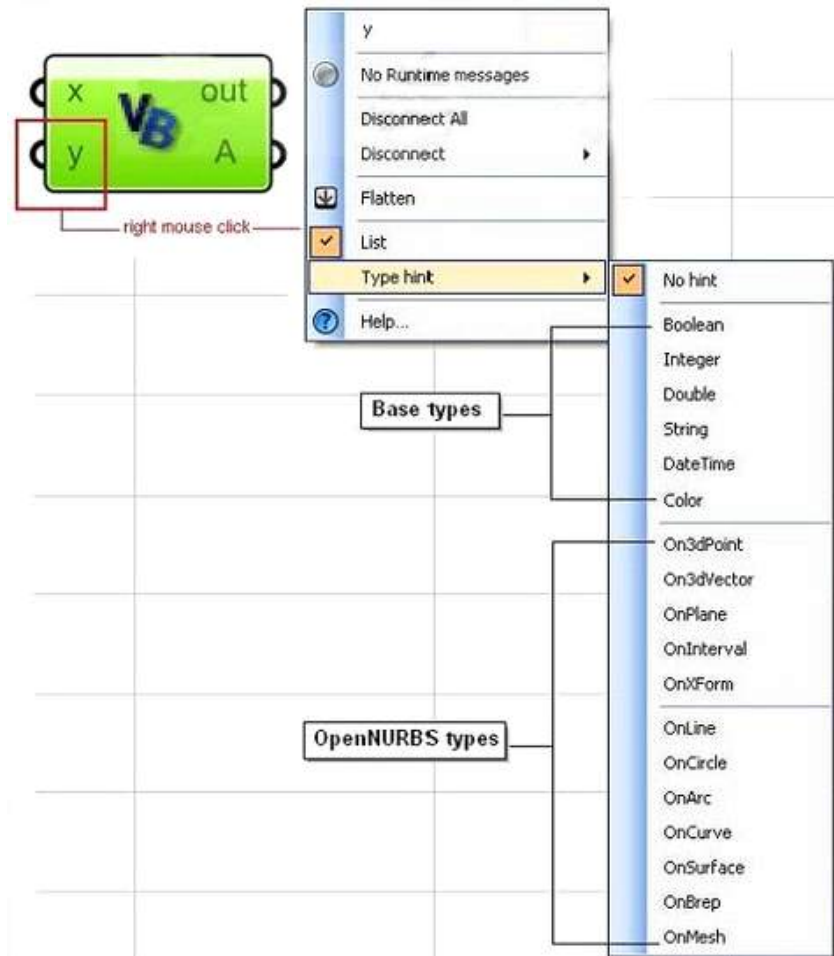 x
out
VB
y
A
right mouse click
y
No Runtime messages
Disconnect All
Disconnect
Flatten
List
Type hint
Help...
No hint
Boolean
Integer
Double
String
DateTime
Color
Base types
On3dPoint
On3dVector
OnPlane
OnInterval
OnXForm
OpenNURBS types
OnLine
OnCircle
OnArc
OnCurve
OnSurface
OnBrep
OnMesh